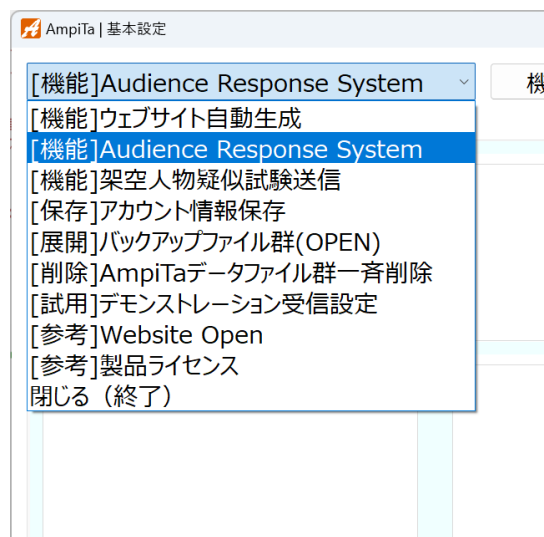 AmpiTa | 基本設定
[機能]Audience Response System
機
[機能]ウェブサイト自動生成
[機能]Audience Response System
[機能]架空人物疑似試験送信
[保存]アカウント情報保存
[展開]バックアップファイル群(OPEN)
[削除]AmpiTaデータファイル群一斉削除
[試用]デモンストレーション受信設定
[参考]Website Open
[参考]製品ライセンス
閉じる（終了）